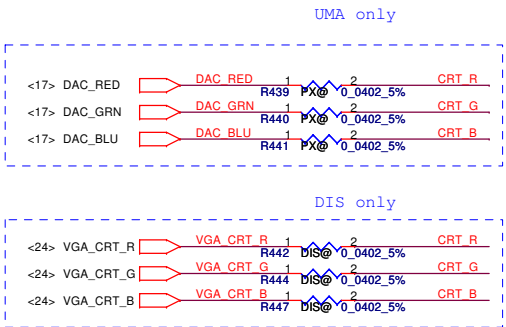 UMA only
<17> DAC_RED DAC_RED 1 2 CRT_R
R439 PX@ 0_0402_5%
<17> DAC_GRN DAC_GRN 1 2 CRT_G
R440 PX@ 0_0402_5%
<17> DAC_BLU DAC_BLU 1 2 CRT_B
R441 PX@ 0_0402_5%
DIS only
<24> VGA_CRT_R VGA_CRT_R 1 2 CRT_R
R442 DIS@ 0_0402_5%
<24> VGA_CRT_G VGA_CRT_G 1 2 CRT_G
R444 DIS@ 0_0402_5%
<24> VGA_CRT_B VGA_CRT_B 1 2 CRT_B
R447 DIS@ 0_0402_5%